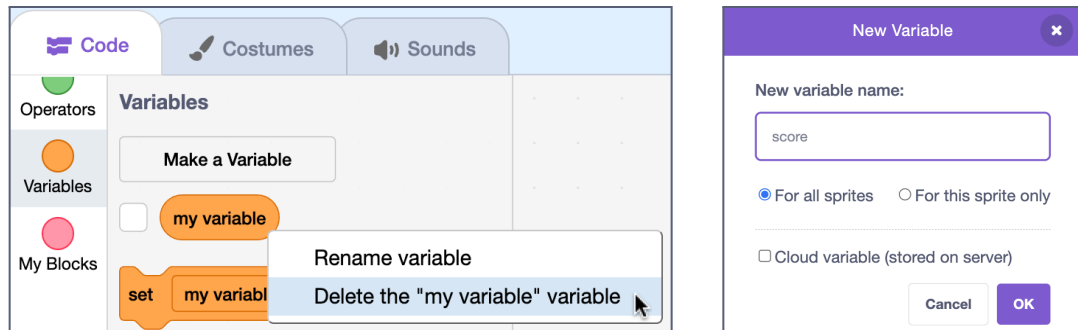 Code
Costumes
Sounds
Operators
Variables
My Blocks
Variables
Make a Variable
my variable
Rename variable
Delete the "my variable" variable
set my variabl
New Variable
New variable name:
score
For all sprites For this sprite only
Cloud variable (stored on server)
Cancel OK